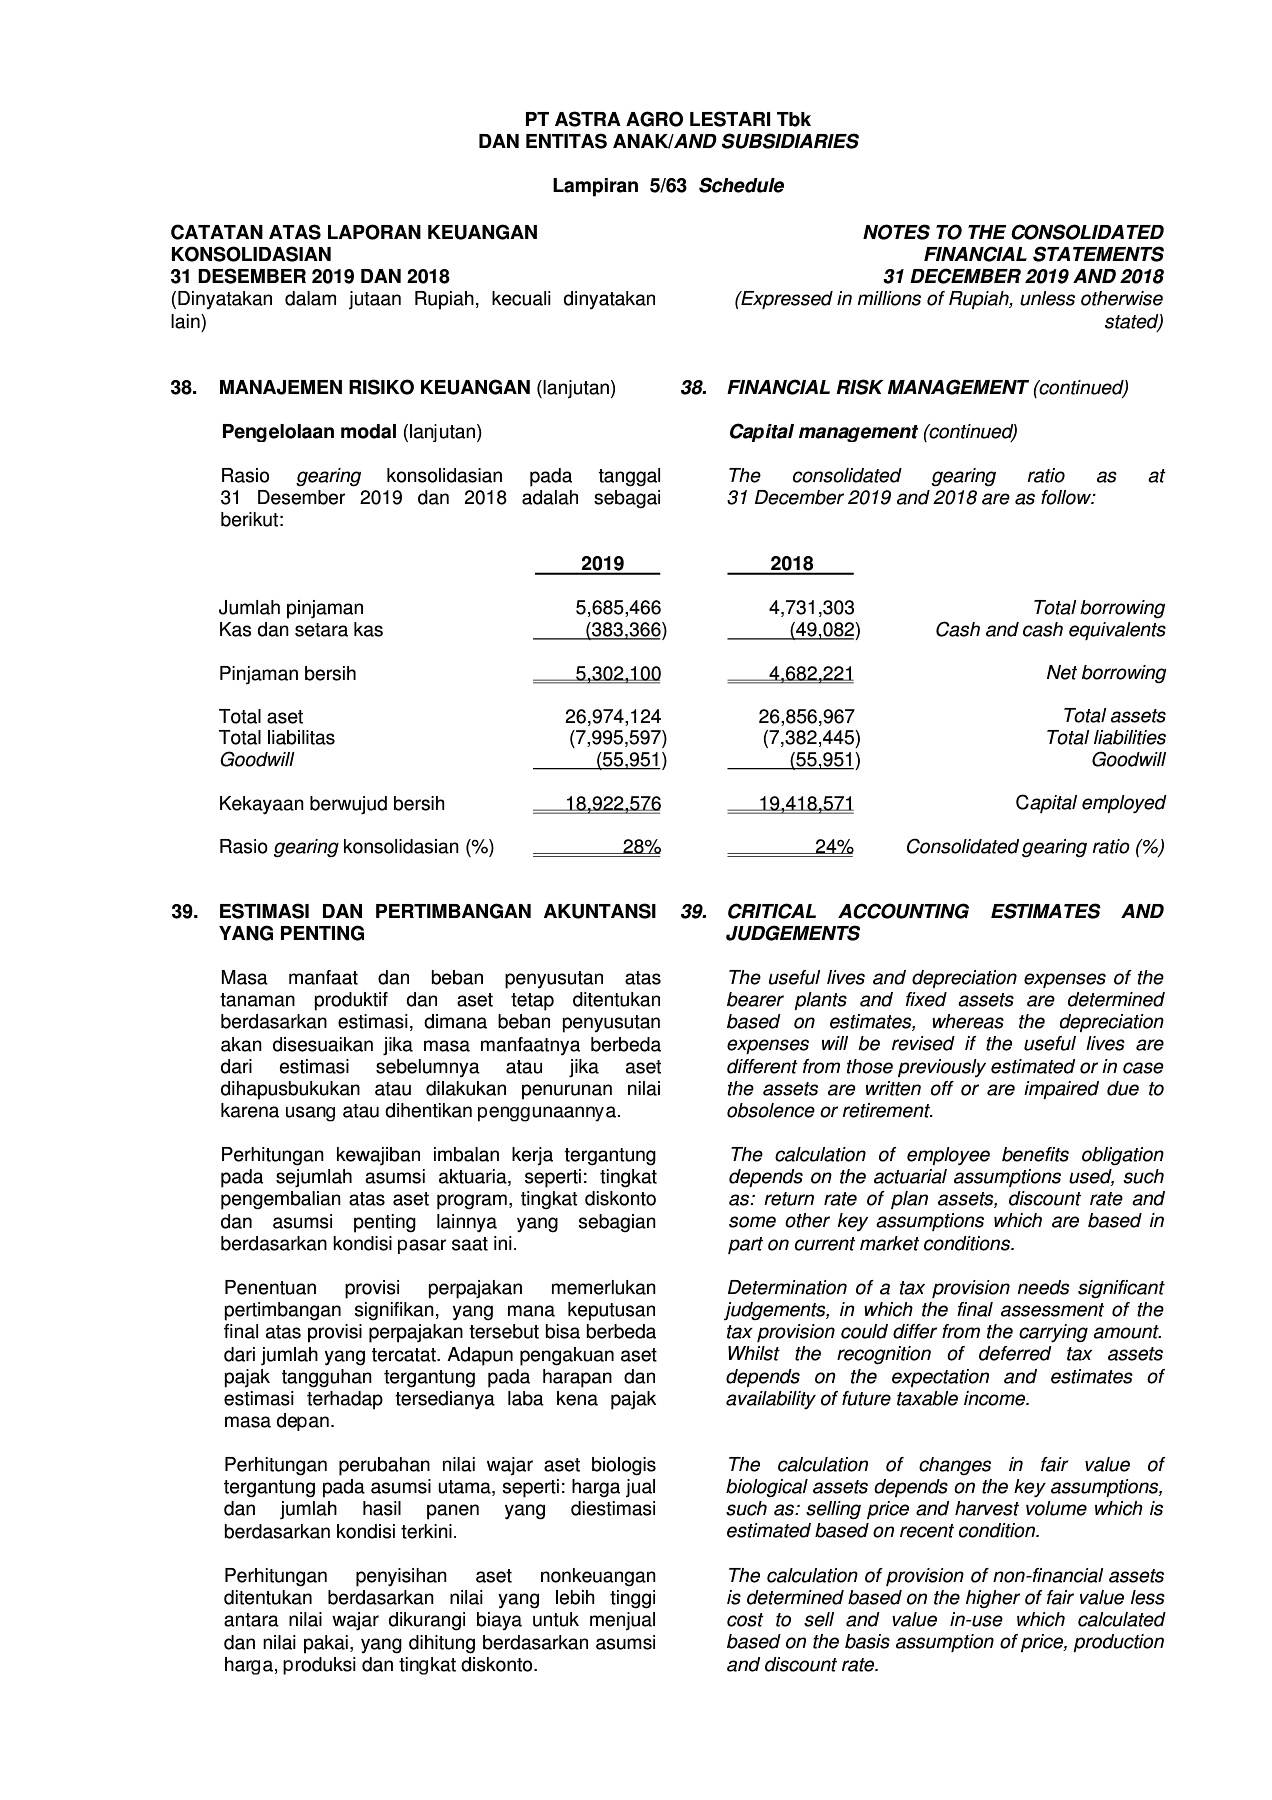 PT ASTRA AGRO LESTARI Tbk
DAN ENTITAS ANAK/AND SUBSIDIARIES
Lampiran 5/63 Schedule
CATATAN ATAS LAPORAN KEUANGAN
KONSOLIDASIAN
31 DESEMBER 2019 DAN 2018
(Dinyatakan dalam jutaan Rupiah, kecuali dinyatakan
lain)
NOTES TO THE CONSOLIDATED
FINANCIAL STATEMENTS
31 DECEMBER 2019 AND 2018
(Expressed in millions of Rupiah, unless otherwise
stated)
38. MANAJEMEN RISIKO KEUANGAN (lanjutan)
38. FINANCIAL RISK MANAGEMENT (continued)
Pengelolaan modal (lanjutan)
Capital management (continued)
Rasio gearing konsolidasian pada tanggal
31 Desember 2019 dan 2018 adalah sebagai
berikut:
The consolidated gearing ratio as at
31 December 2019 and 2018 are as follow:
2019 2018
Jumlah pinjaman 5,685,466 4,731,303 Total borrowing
Kas dan setara kas (383,366) (49,082) Cash and cash equivalents
Pinjaman bersih 5,302,100 4,682,221 Net borrowing
Total aset 26,974,124 26,856,967 Total assets
Total liabilitas (7,995,597) (7,382,445) Total liabilities
Goodwill (55,951) (55,951) Goodwill
Kekayaan berwujud bersih 18,922,576 19,418,571 Capital employed
Rasio gearing konsolidasian (%) 28% 24% Consolidated gearing ratio (%)
39. ESTIMASI DAN PERTIMBANGAN AKUNTANSI
YANG PENTING
39. CRITICAL ACCOUNTING ESTIMATES AND
JUDGEMENTS
Masa manfaat dan beban penyusutan atas
tanaman produktif dan aset tetap ditentukan
berdasarkan estimasi, dimana beban penyusutan
akan disesuaikan jika masa manfaatnya berbeda
dari estimasi sebelumnya atau jika aset
dihapusbukukan atau dilakukan penurunan nilai
karena usang atau dihentikan penggunaannya.
The useful lives and depreciation expenses of the
bearer plants and fixed assets are determined
based on estimates, whereas the depreciation
expenses will be revised if the useful lives are
different from those previously estimated or in case
the assets are written off or are impaired due to
obsolence or retirement.
Perhitungan kewajiban imbalan kerja tergantung
pada sejumlah asumsi aktuaria, seperti: tingkat
pengembalian atas aset program, tingkat diskonto
dan asumsi penting lainnya yang sebagian
berdasarkan kondisi pasar saat ini.
The calculation of employee benefits obligation
depends on the actuarial assumptions used, such
as: return rate of plan assets, discount rate and
some other key assumptions which are based in
part on current market conditions.
Penentuan provisi perpajakan memerlukan
pertimbangan signifikan, yang mana keputusan
final atas provisi perpajakan tersebut bisa berbeda
dari jumlah yang tercatat. Adapun pengakuan aset
pajak tangguhan tergantung pada harapan dan
estimasi terhadap tersedianya laba kena pajak
masa depan.
Determination of a tax provision needs significant
judgements, in which the final assessment of the
tax provision could differ from the carrying amount.
Whilst the recognition of deferred tax assets
depends on the expectation and estimates of
availability of future taxable income.
Perhitungan perubahan nilai wajar aset biologis
tergantung pada asumsi utama, seperti: harga jual
dan jumlah hasil panen yang diestimasi
berdasarkan kondisi terkini.
The calculation of changes in fair value of
biological assets depends on the key assumptions,
such as: selling price and harvest volume which is
estimated based on recent condition.
Perhitungan penyisihan aset nonkeuangan
ditentukan berdasarkan nilai yang lebih tinggi
antara nilai wajar dikurangi biaya untuk menjual
dan nilai pakai, yang dihitung berdasarkan asumsi
harga, produksi dan tingkat diskonto.
The calculation of provision of non-financial assets
is determined based on the higher of fair value less
cost to sell and value in-use which calculated
based on the basis assumption of price, production
and discount rate.